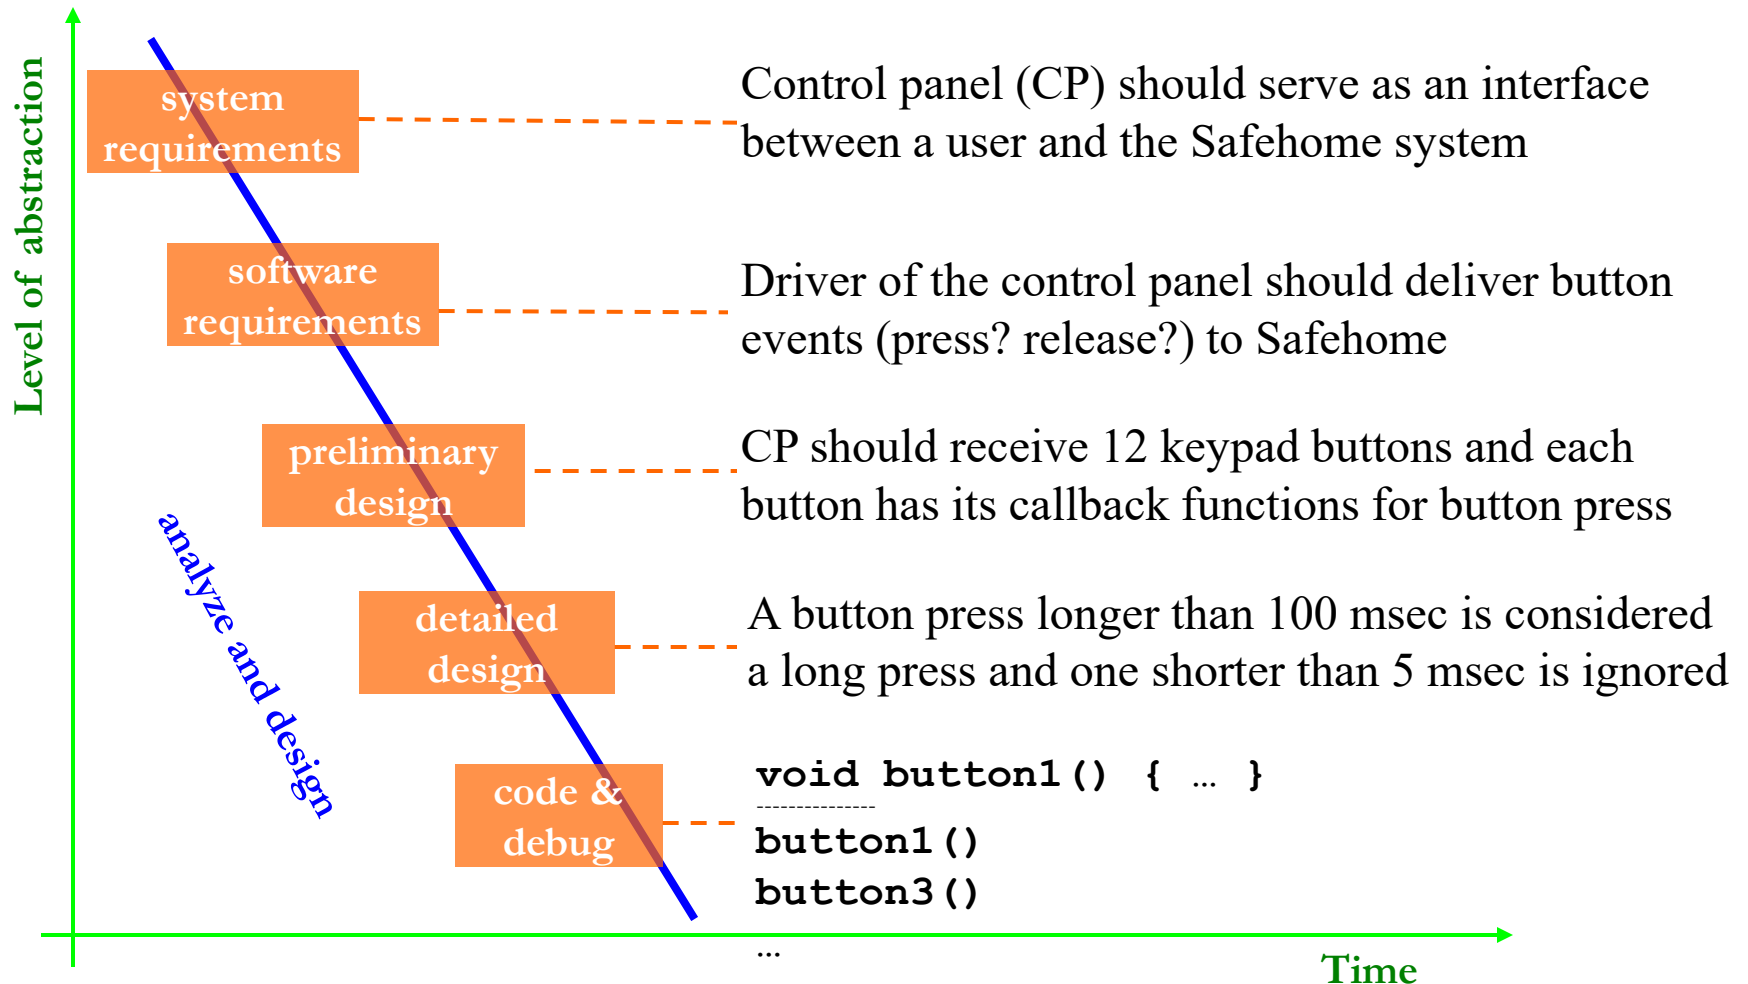 Level of abstraction
system
requirements
Control panel (CP) should serve as an interface
between a user and the Safehome system
software
requirements
Driver of the control panel should deliver button
events (press? release?) to Safehome
preliminary
design
CP should receive 12 keypad buttons and each
button has its callback functions for button press
analyze and design
detailed
design
A button press longer than 100 msec is considered
a long press and one shorter than 5 msec is ignored
code &
debug
void button1() { … }
---------------
button1()
button3()
…
Time